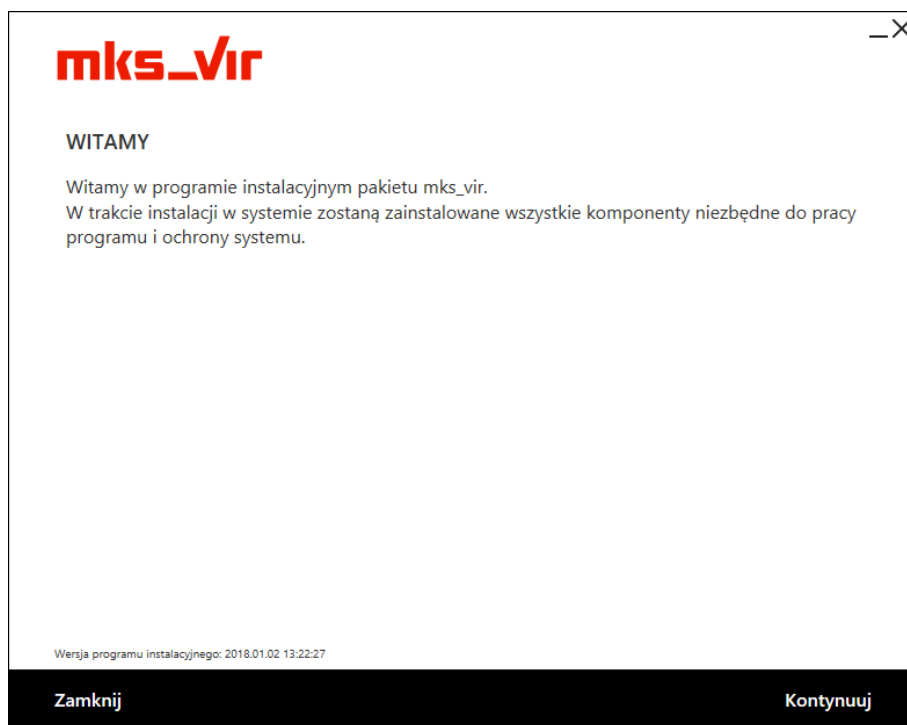 mks_vir
WITAMY
Witamy w programie instalacyjnym pakietu mks_vir.
W trakcie instalacji w systemie zostaną zainstalowane wszystkie komponenty niezbędne do pracy
programu i ochrony systemu.
Wersja programu instalacyjnego: 2018.01.02 13:22:27
Zamknij
Kontynuuj